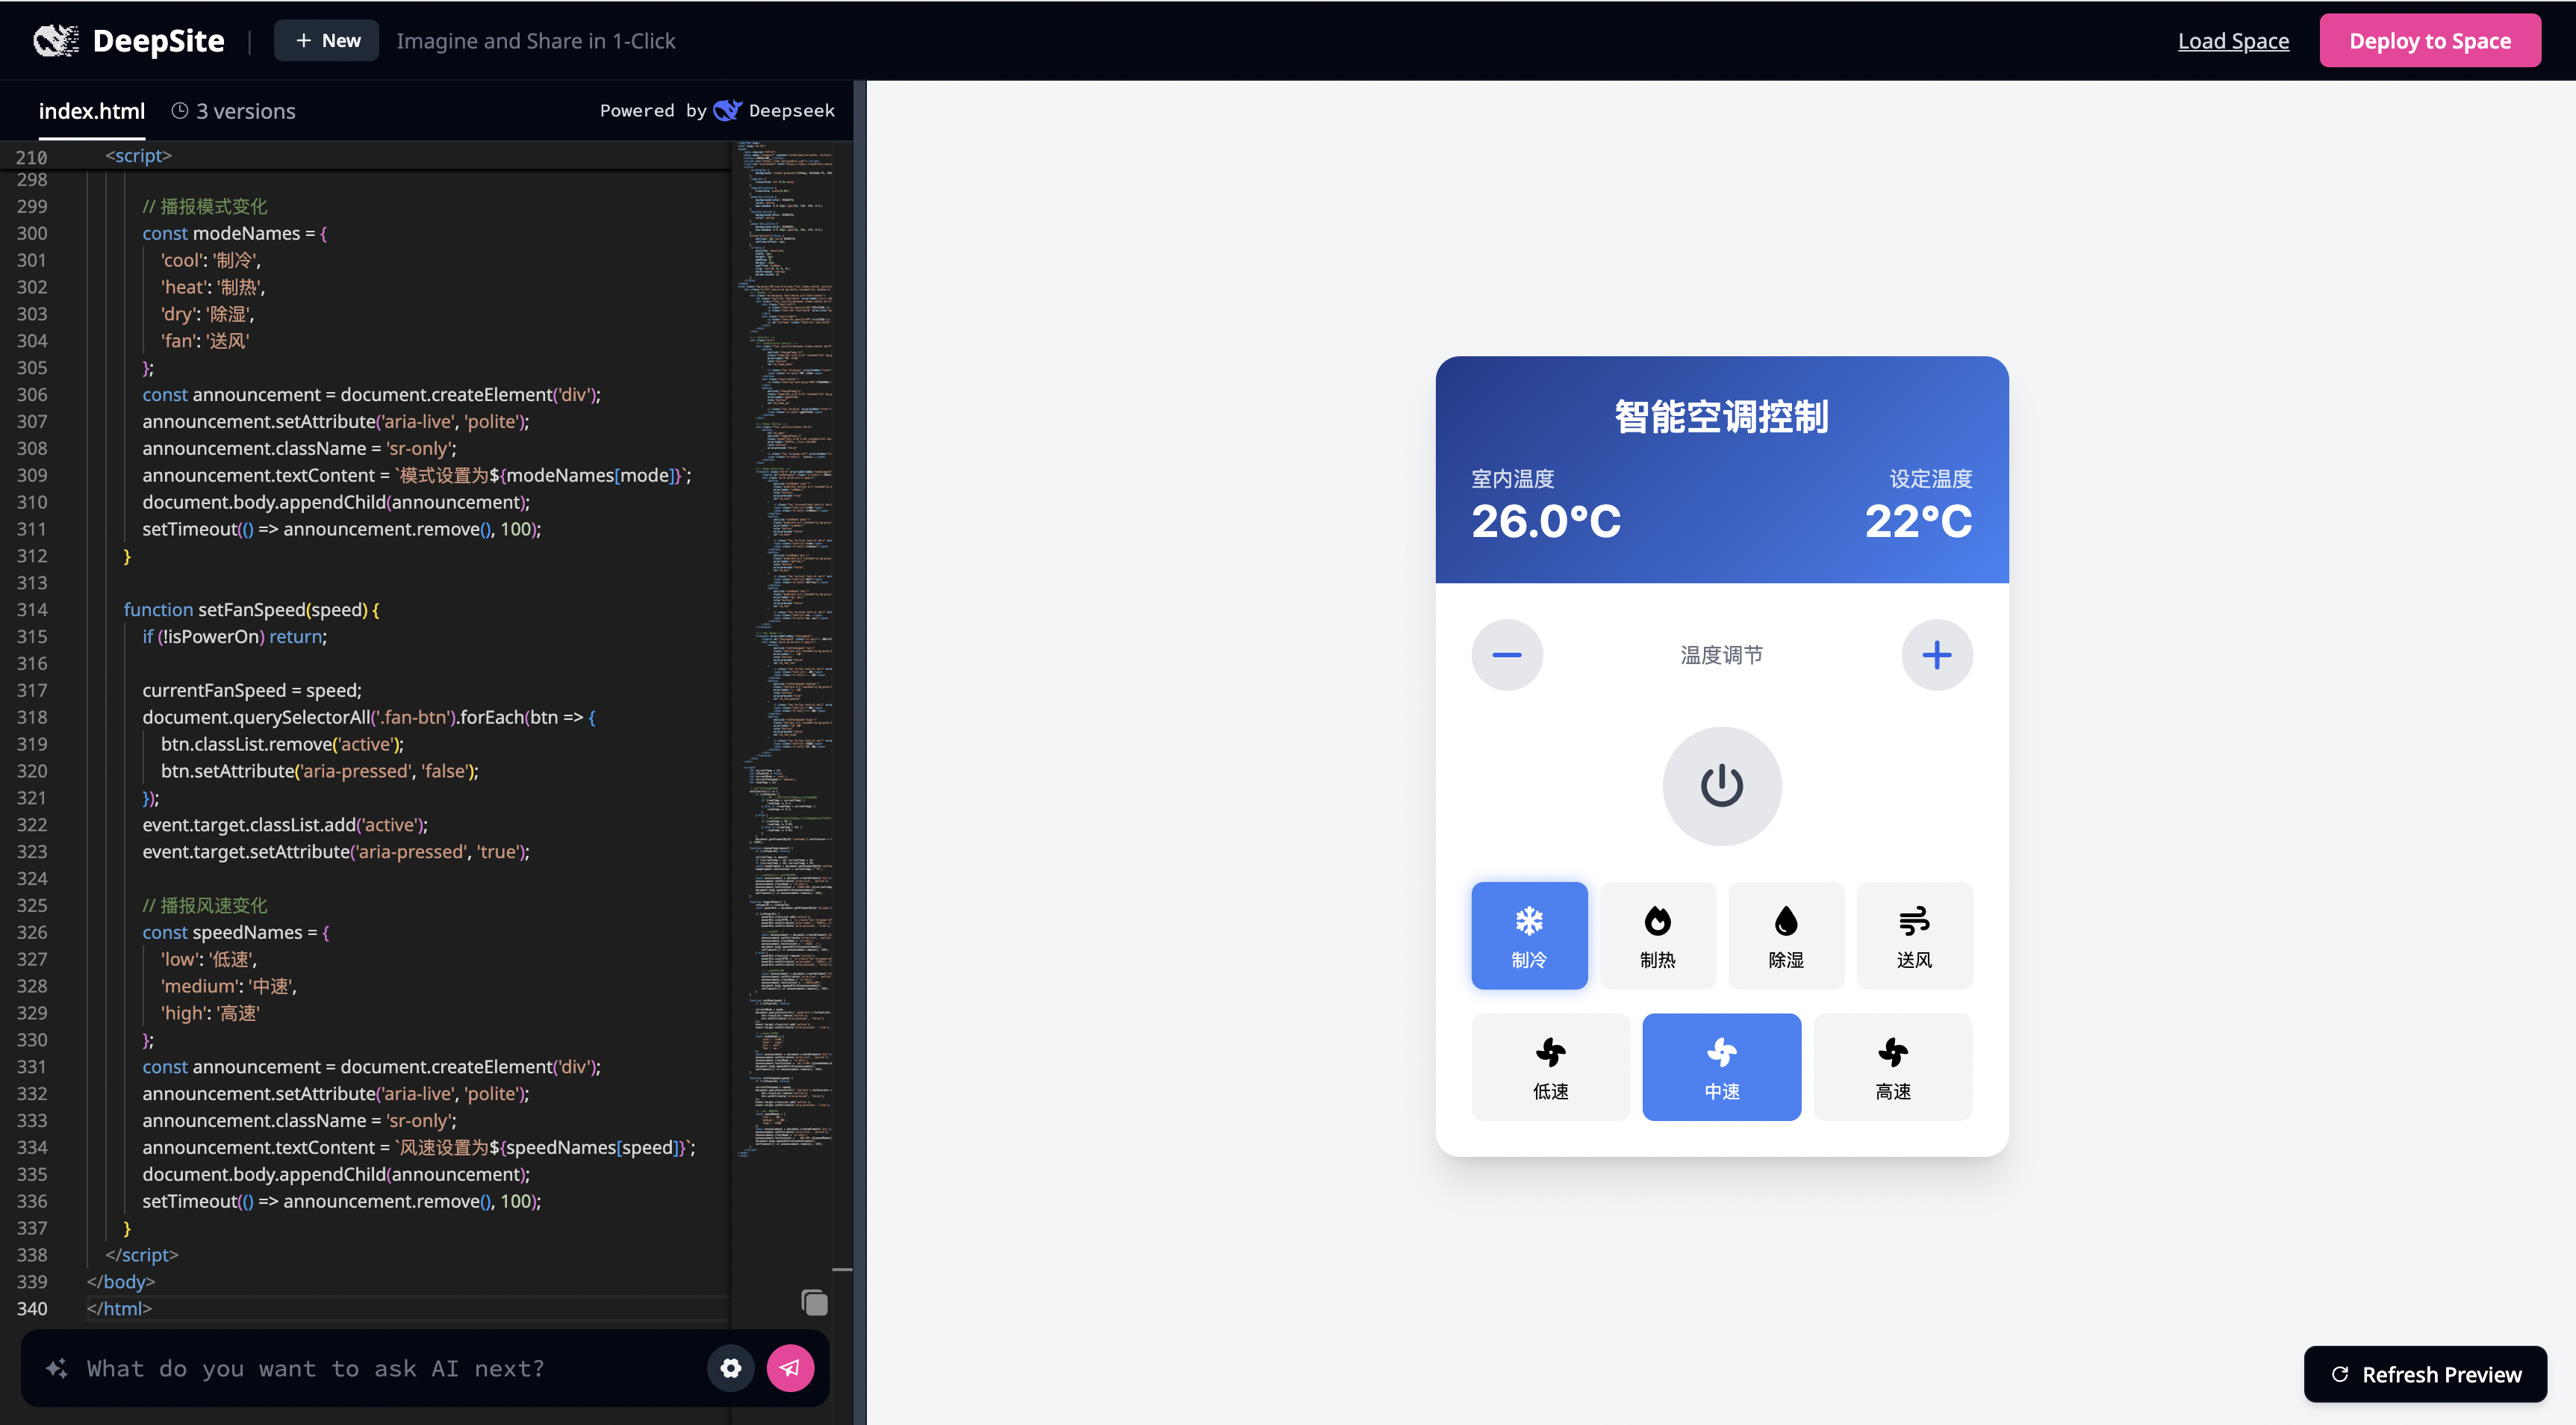 DeepSite
New
Imagine and Share in 1-Click
Load Space
Deploy to Space
index.html
3 versions
Powered by Deepseek
210 <script>
298
299 // 播报模式变化
300 const modeNames = {
301 'cool': '制冷',
302 'heat': '制热',
303 'dry': '除湿',
304 'fan': '送风'
305 };
306 const announcement = document.createElement('div');
307 announcement.setAttribute('aria-live', 'polite');
308 announcement.className = 'sr-only';
309 announcement.textContent = `模式设置为${modeNames[mode]}`;
310 document.body.appendChild(announcement);
311 setTimeout(() => announcement.remove(), 100);
312 }
313
314 function setFanSpeed(speed) {
315 if (!isPowerOn) return;
316
317 currentFanSpeed = speed;
318 document.querySelectorAll('.fan-btn').forEach(btn => {
319 btn.classList.remove('active');
320 btn.setAttribute('aria-pressed', 'false');
321 });
322 event.target.classList.add('active');
323 event.target.setAttribute('aria-pressed', 'true');
324
325 // 播报风速变化
326 const speedNames = {
327 'low': '低速',
328 'medium': '中速',
329 'high': '高速'
330 };
331 const announcement = document.createElement('div');
332 announcement.setAttribute('aria-live', 'polite');
333 announcement.className = 'sr-only';
334 announcement.textContent = `风速设置为${speedNames[speed]}`;
335 document.body.appendChild(announcement);
336 setTimeout(() => announcement.remove(), 100);
337 }
338 </script>
339 </body>
340 </html>
What do you want to ask AI next?
智能空调控制
室内温度
设定温度
26.0°C
22°C
温度调节
制冷
制热
除湿
送风
低速
中速
高速
Refresh Preview